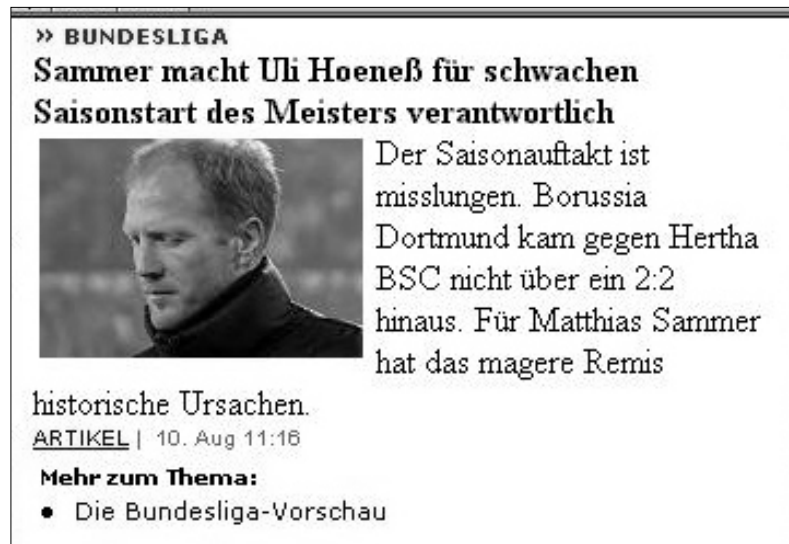 » BUNDESLIGA
Sammer macht Uli Hoeneß für schwachen
Saisonstart des Meisters verantwortlich
Der Saisonauftakt ist
misslungen. Borussia
Dortmund kam gegen Hertha
BSC nicht über ein 2:2
hinaus. Für Matthias Sammer
hat das magere Remis
historische Ursachen.
ARTIKEL | 10. Aug 11:16
Mehr zum Thema:
• Die Bundesliga-Vorschau